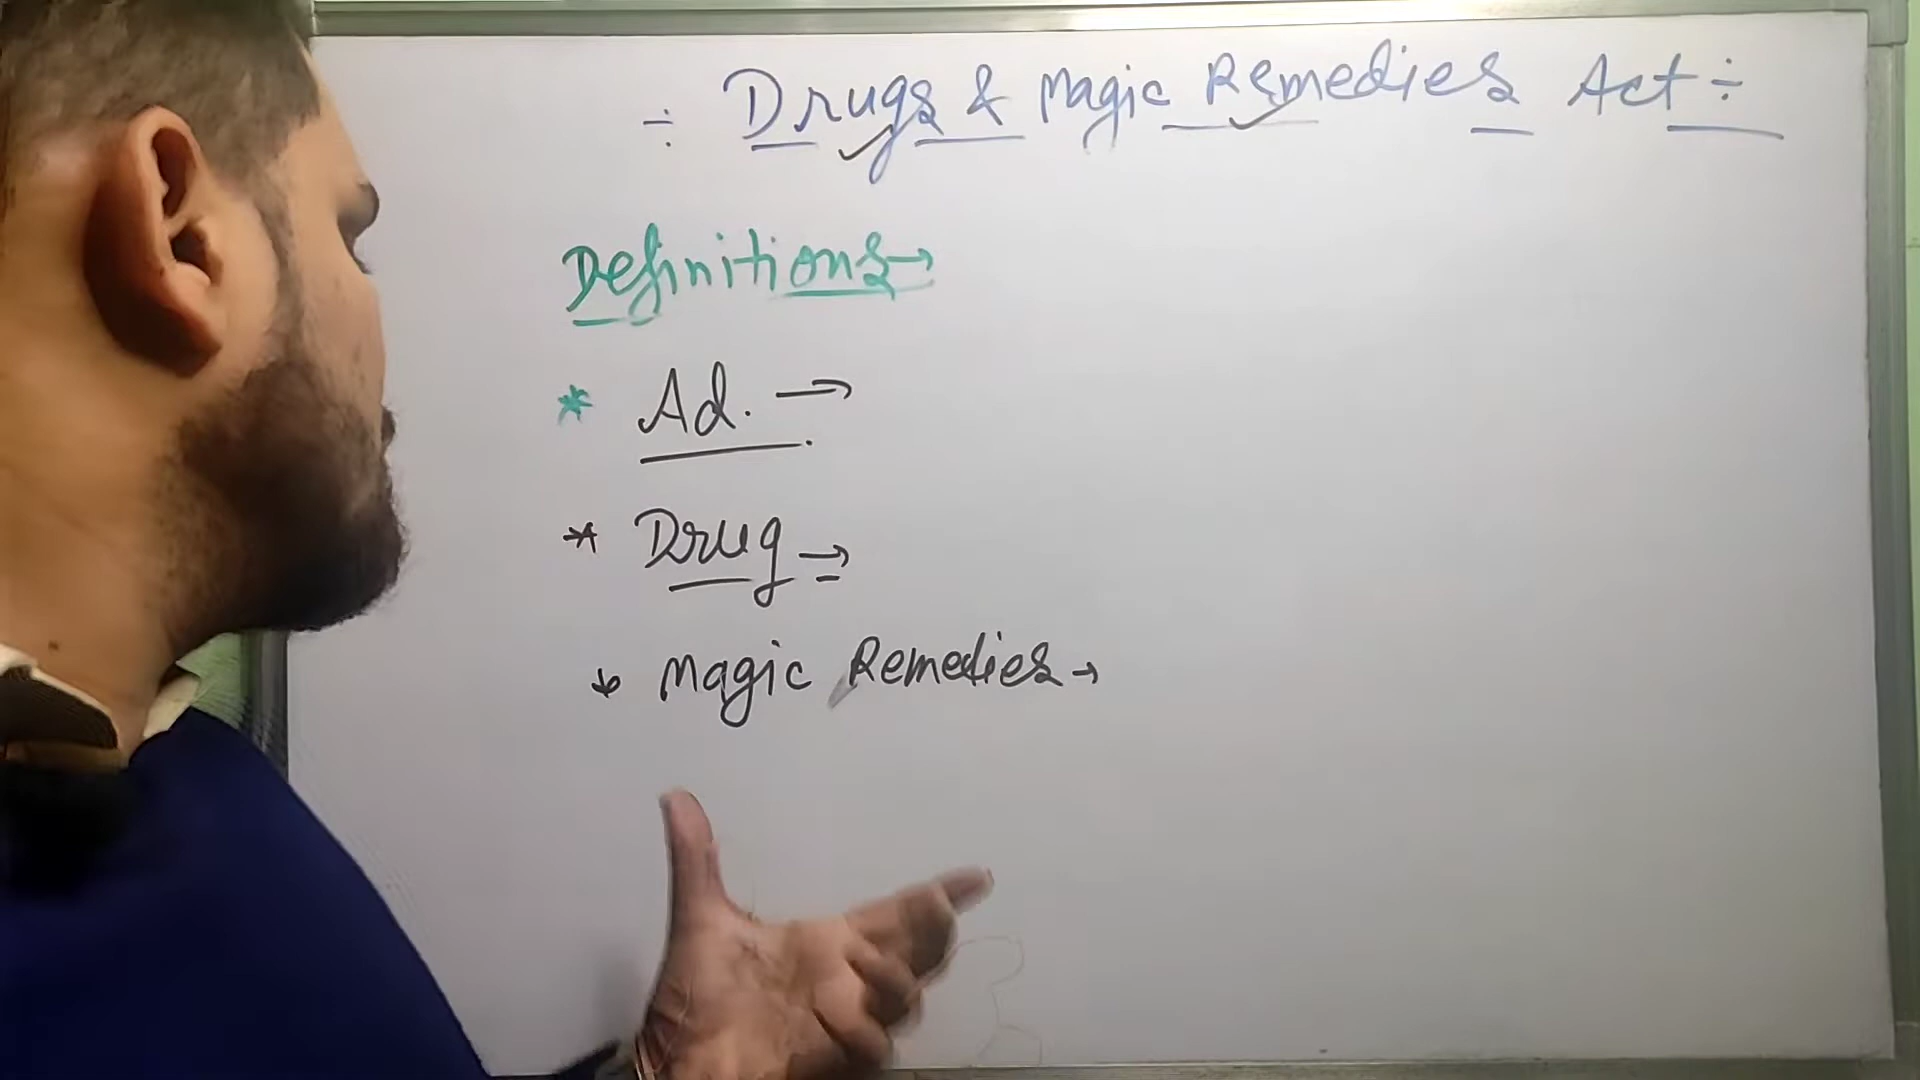 ÷ Drugs & Magic Remedies Act ÷
Definitions →
* Ad. →
* Drug →
* Magic Remedies →